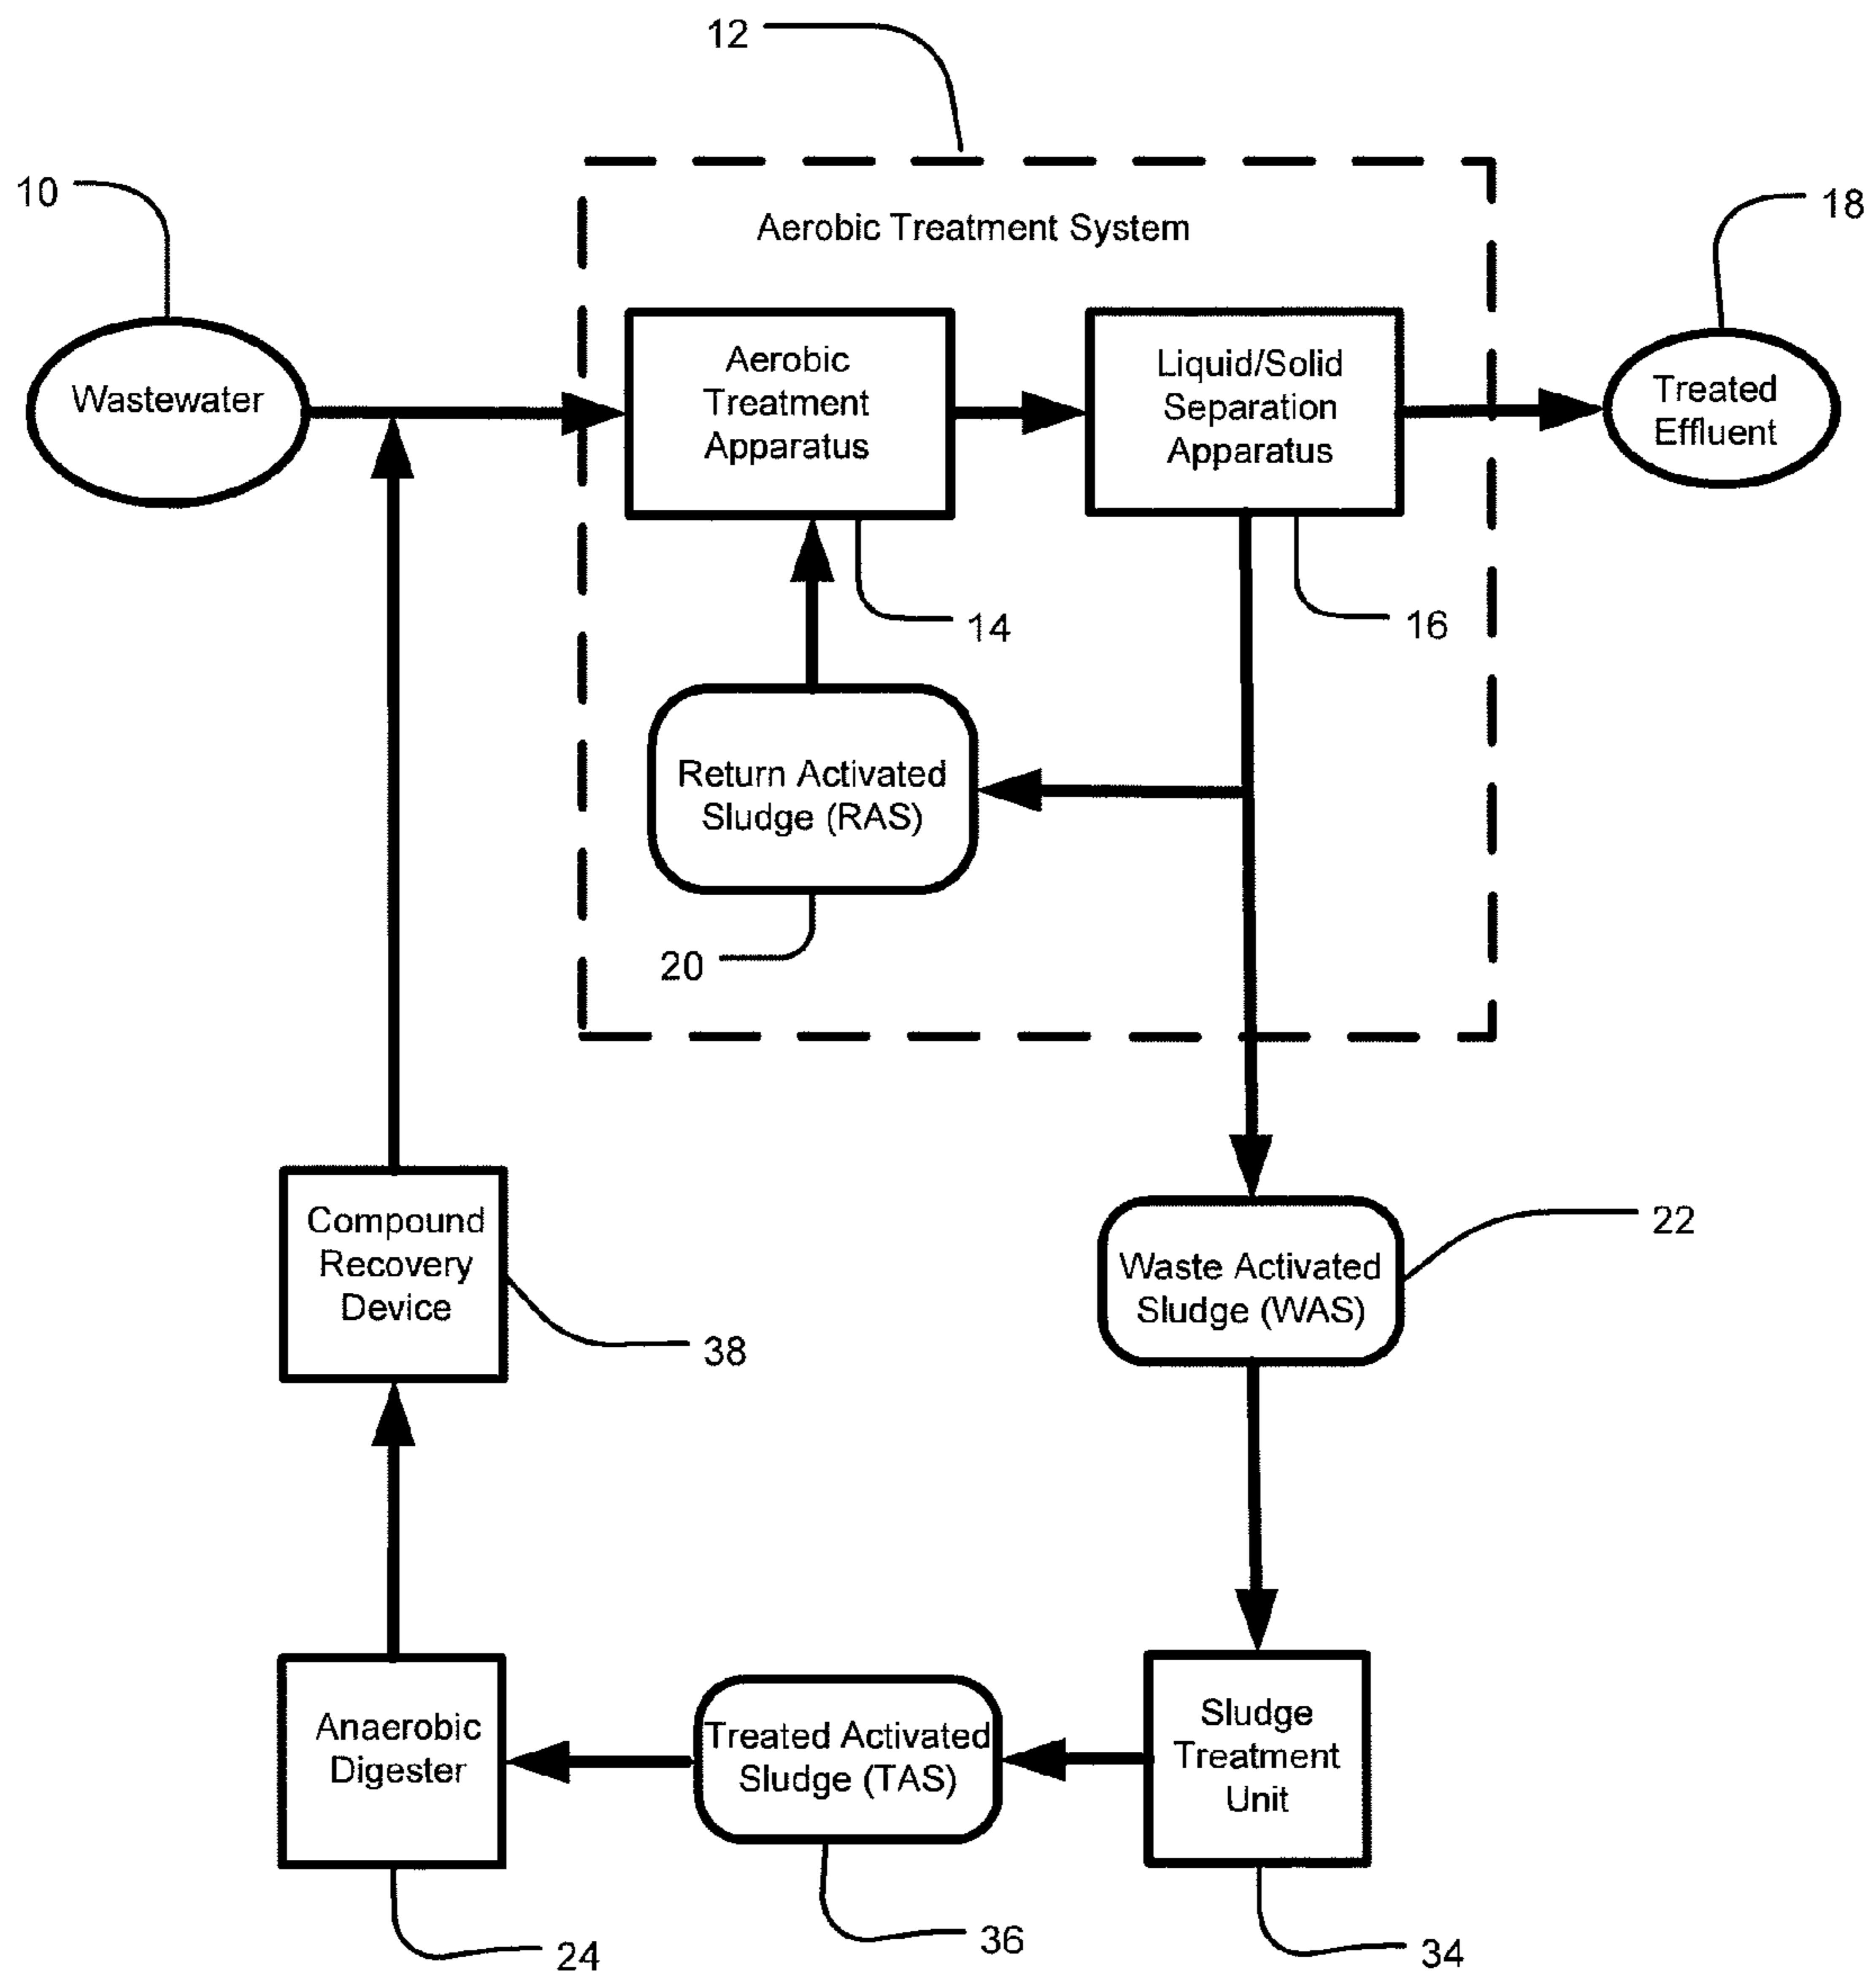 12
10
18
Aerobic Treatment System
Wastewater
Aerobic
Treatment
Apparatus
Liquid/Solid
Separation
Apparatus
Treated
Effluent
14
16
Return Activated
Sludge (RAS)
20
Compound
Recovery
Device
38
Waste Activated
Sludge (WAS)
22
Anaerobic
Digester
24
Treated Activated
Sludge (TAS)
36
Sludge
Treatment
Unit
34